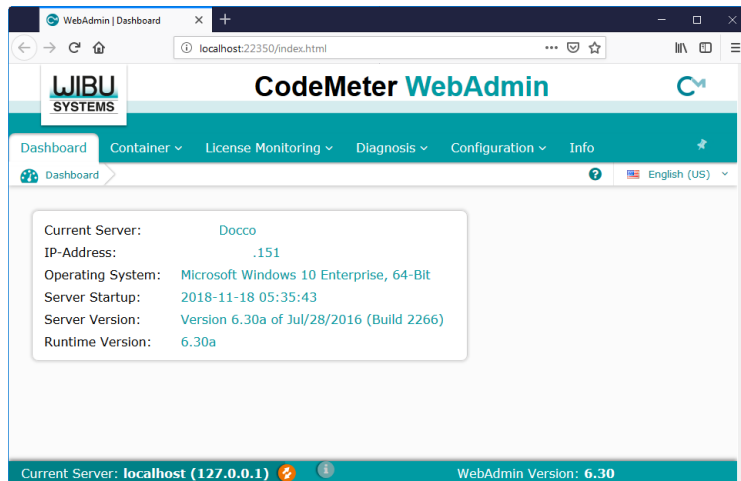 WebAdmin | Dashboard
localhost:22350/index.html
WIBU
SYSTEMS
CodeMeter WebAdmin
Dashboard Container License Monitoring Diagnosis Configuration Info
Dashboard
English (US)
Current Server: Docco
IP-Address: .151
Operating System: Microsoft Windows 10 Enterprise, 64-Bit
Server Startup: 2018-11-18 05:35:43
Server Version: Version 6.30a of Jul/28/2016 (Build 2266)
Runtime Version: 6.30a
Current Server: localhost (127.0.0.1) WebAdmin Version: 6.30